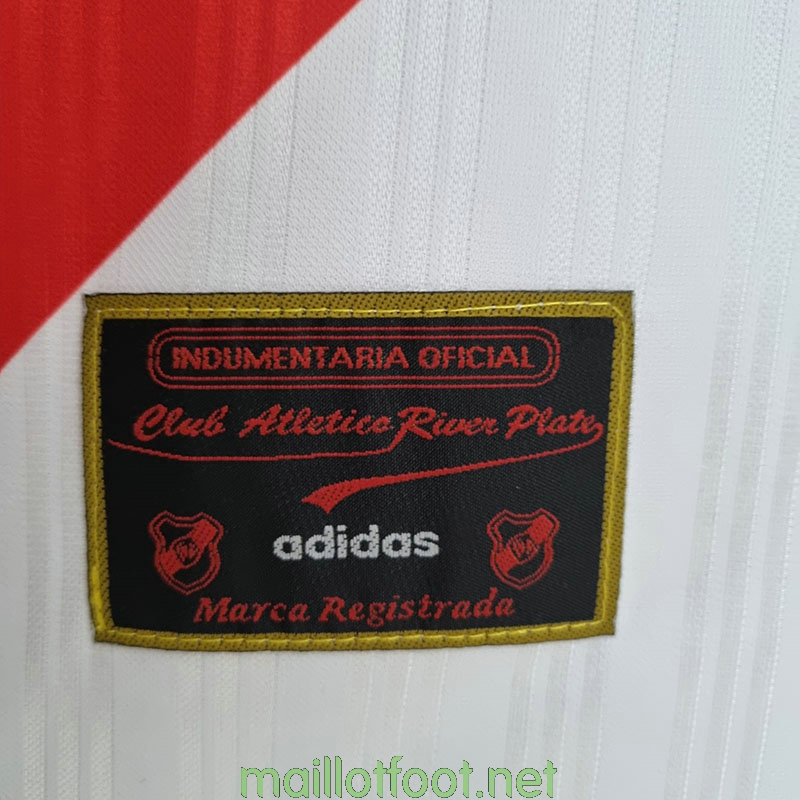 INDUMENTARIA OFICIAL
Club Atletico River Plate
adidas
Marca Registrada
maillotfoot.net